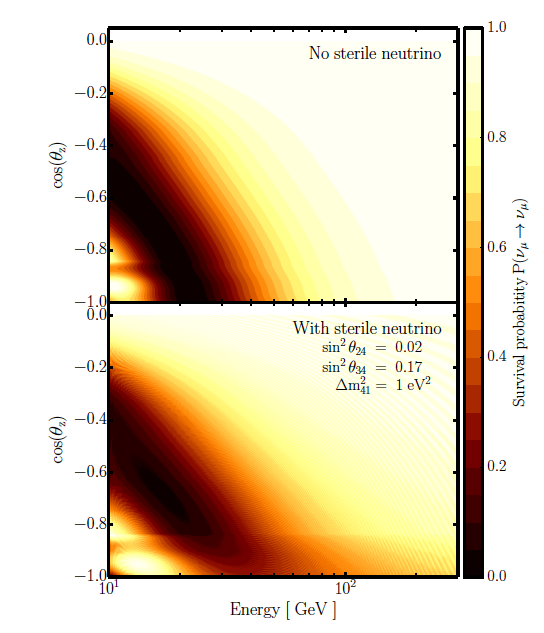 0.0
−0.2
−0.4
−0.6
−0.8
−1.0
cos(θz)
No sterile neutrino
0.0
−0.2
−0.4
−0.6
−0.8
−1.0
cos(θz)
With sterile neutrino
sin²θ₂₄ = 0.02
sin²θ₃₄ = 0.17
Δm²₄₁ = 1 eV²
10¹
10²
Energy [ GeV ]
1.0
0.8
0.6
0.4
0.2
0.0
Survival probabitity P(νμ → νμ)